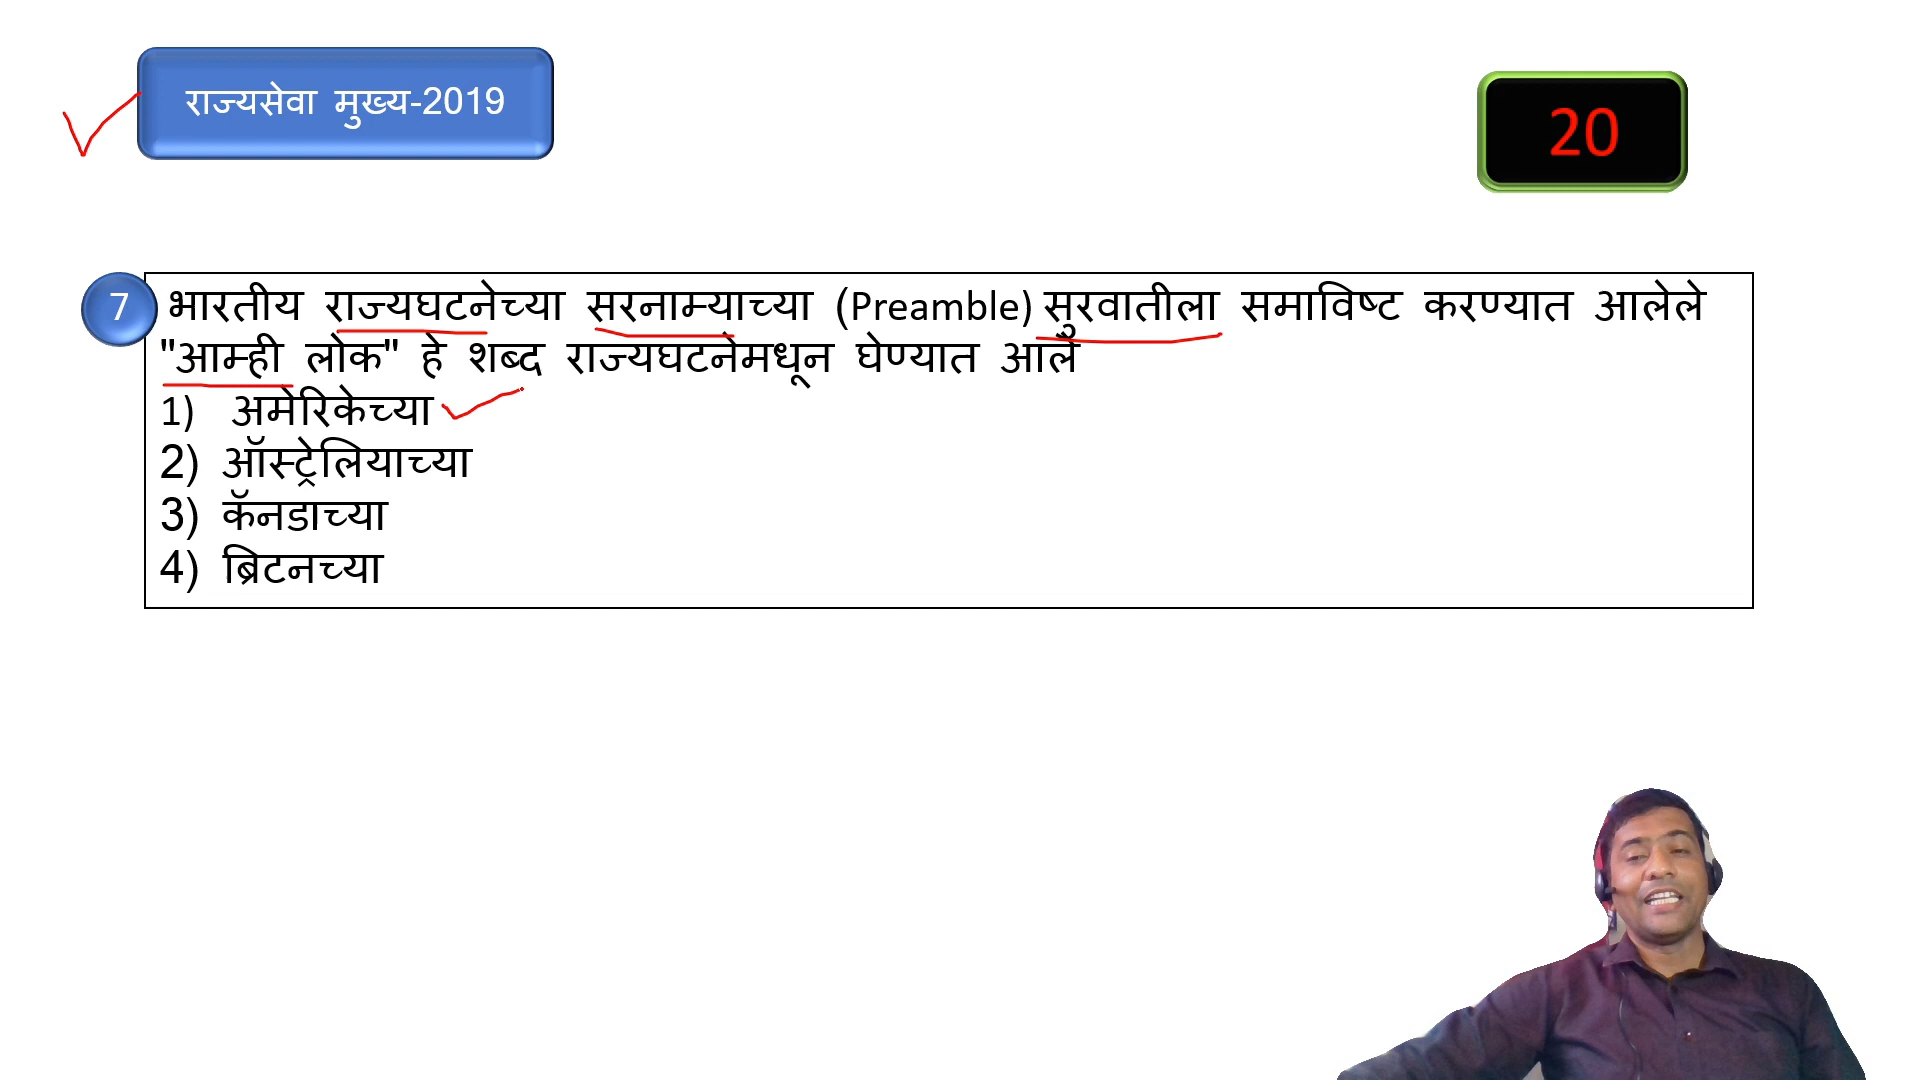 राज्यसेवा मुख्य-2019
20
7
भारतीय राज्यघटनेच्या सरनाम्याच्या (Preamble) सुरवातीला समाविष्ट करण्यात आलेले
"आम्ही लोक" हे शब्द राज्यघटनेमधून घेण्यात आले
1) अमेरिकेच्या
2) ऑस्ट्रेलियाच्या
3) कॅनडाच्या
4) ब्रिटनच्या